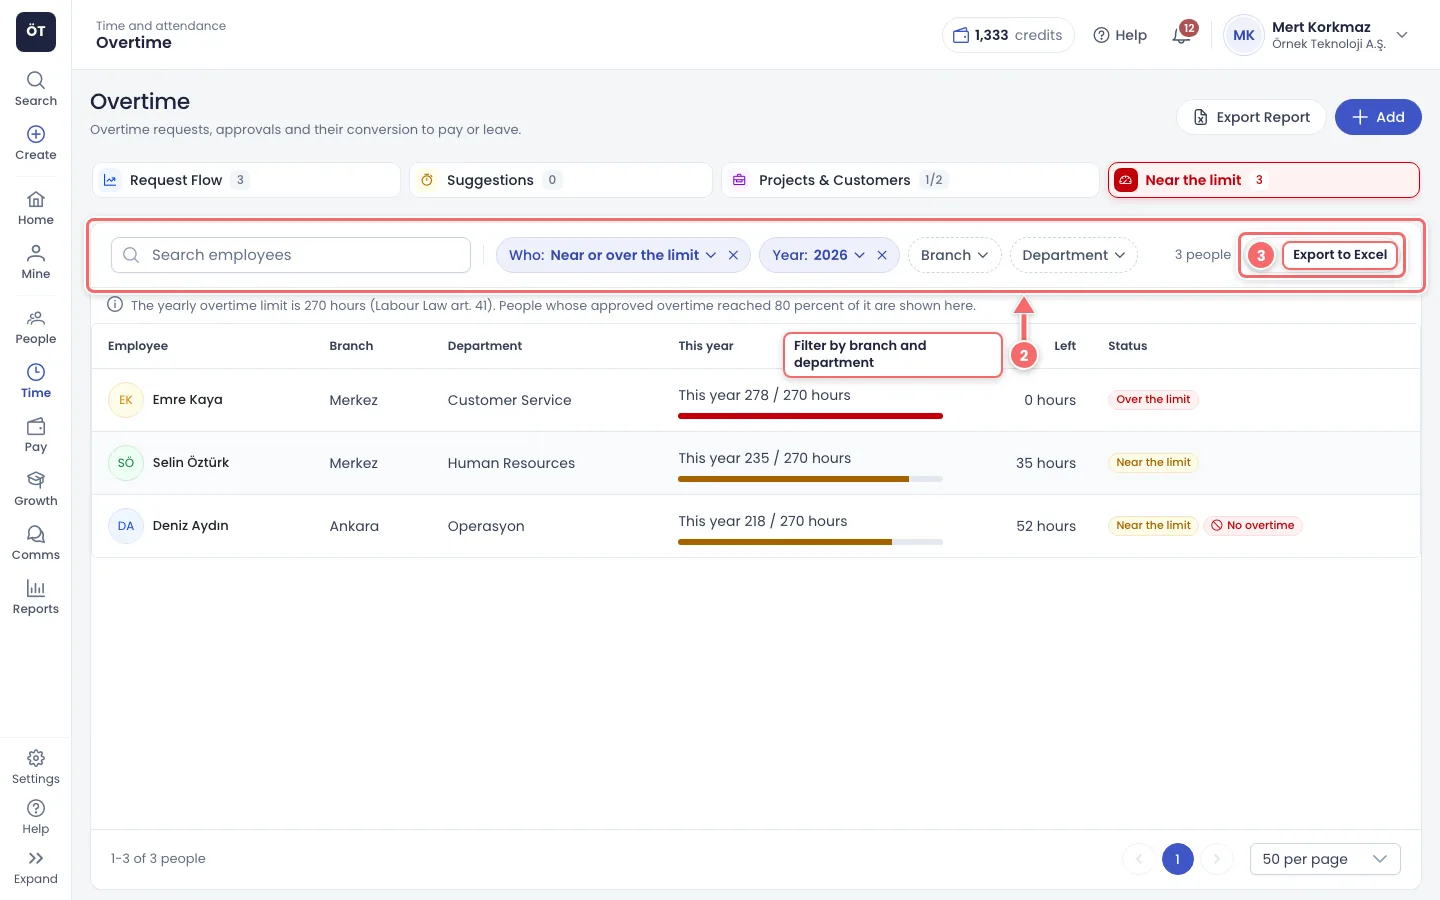 ÖT
Search
Create
Home
Mine
People
Time
Pay
Growth
Comms
Reports
Settings
Help
Expand
Time and attendance
Overtime
1,333 credits
Help
12
MK
Mert Korkmaz
Örnek Teknoloji A.Ş.
Overtime
Overtime requests, approvals and their conversion to pay or leave.
Export Report
Add
Request Flow 3
Suggestions 0
Projects & Customers 1/2
Near the limit 3
Search employees
Who: Near or over the limit
Year: 2026
Branch
Department
3 people
3
Export to Excel
The yearly overtime limit is 270 hours (Labour Law art. 41). People whose approved overtime reached 80 percent of it are shown here.
Employee
Branch
Department
This year
Filter by branch and
department
2
Left
Status
EK Emre Kaya
Merkez
Customer Service
This year 278 / 270 hours
0 hours
Over the limit
SÖ Selin Öztürk
Merkez
Human Resources
This year 235 / 270 hours
35 hours
Near the limit
DA Deniz Aydın
Ankara
Operasyon
This year 218 / 270 hours
52 hours
Near the limit
No overtime
1-3 of 3 people
1
50 per page